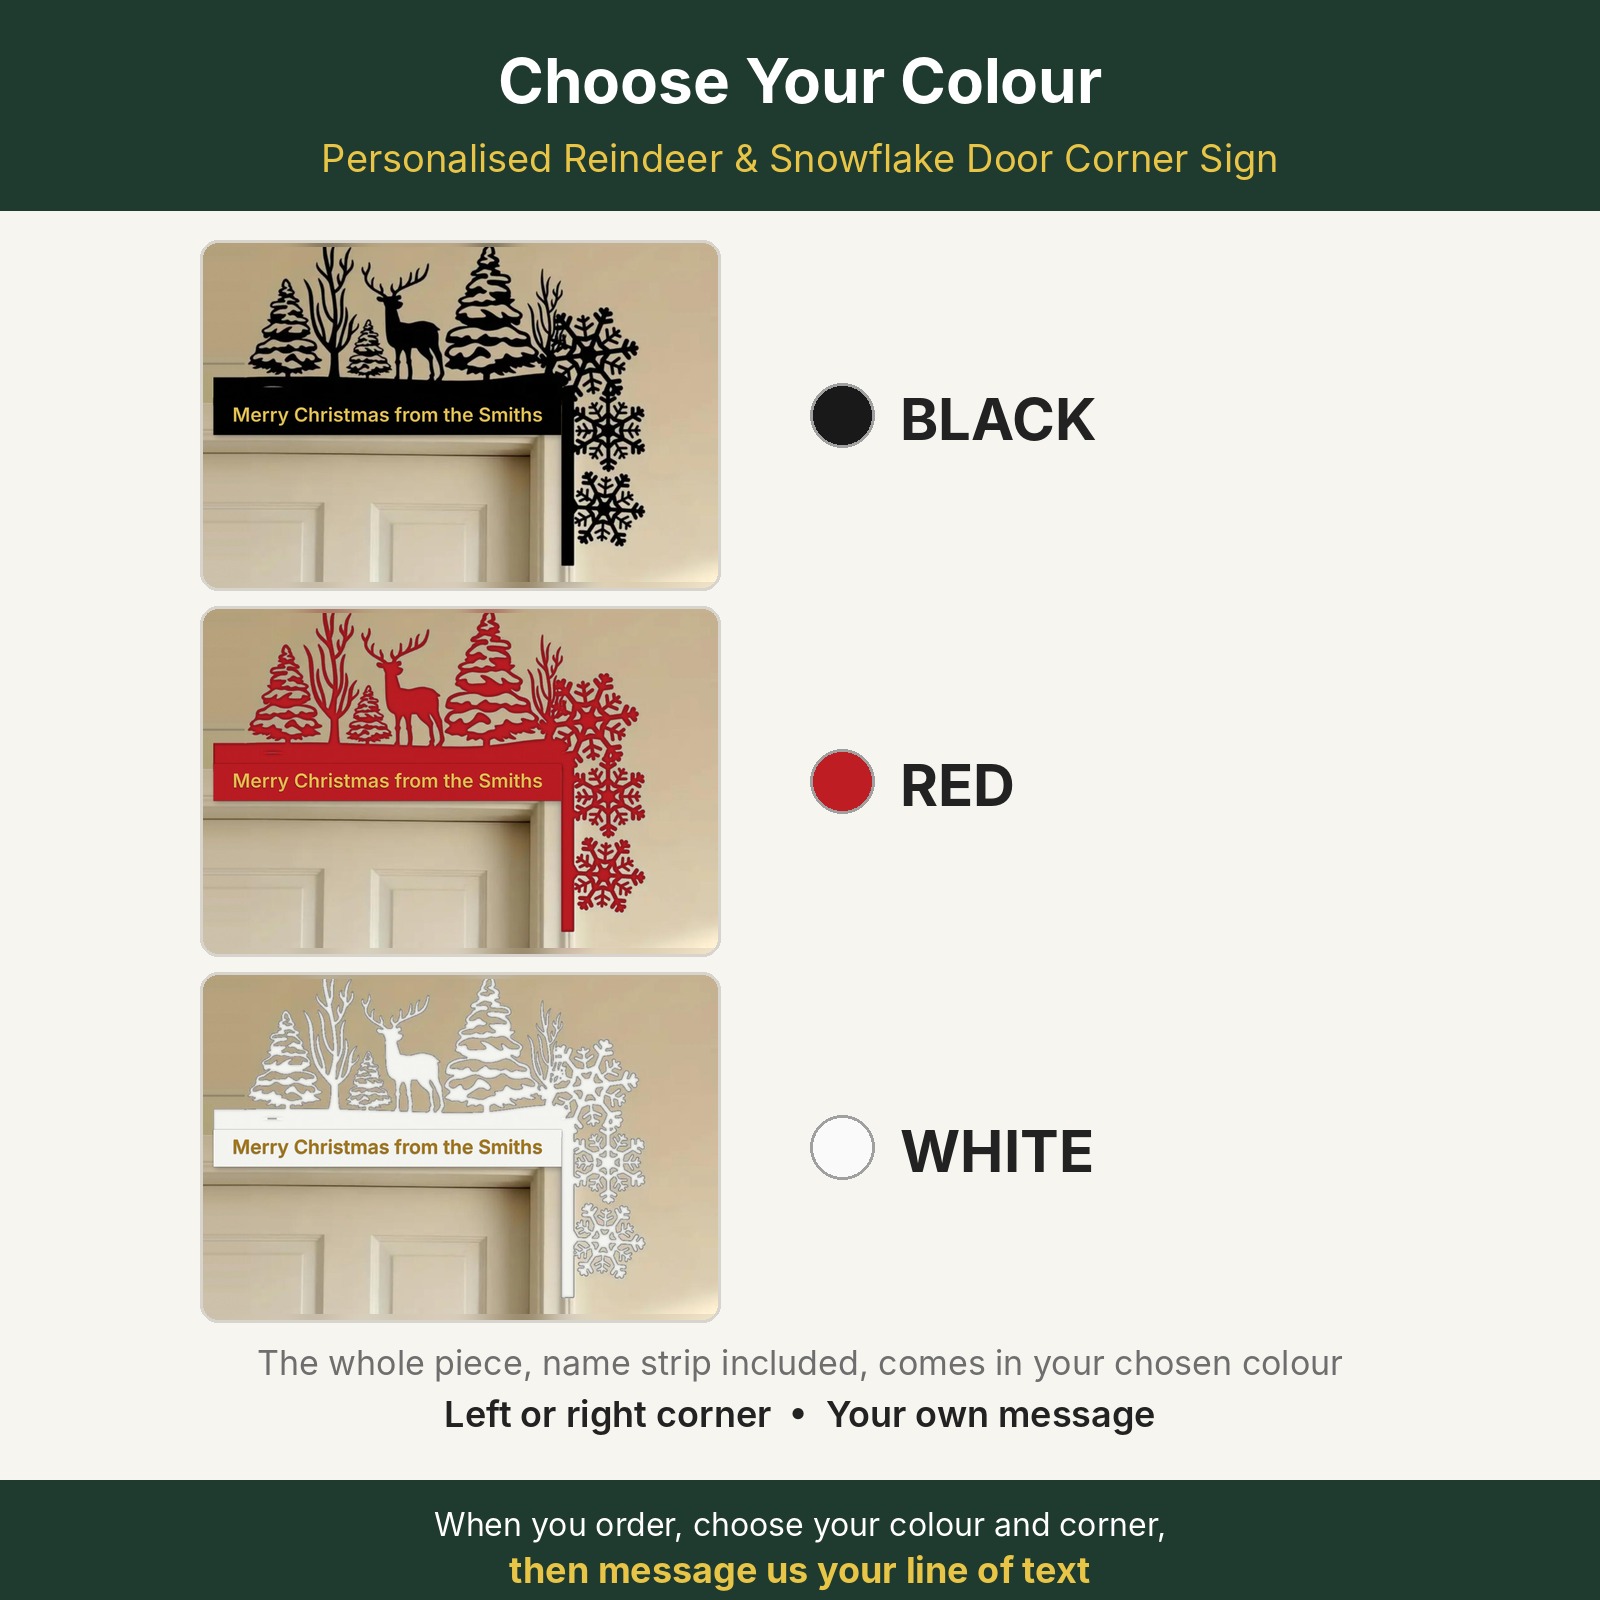 Choose Your Colour
Personalised Reindeer & Snowflake Door Corner Sign
Merry Christmas from the Smiths
BLACK
Merry Christmas from the Smiths
RED
Merry Christmas from the Smiths
WHITE
The whole piece, name strip included, comes in your chosen colour
Left or right corner • Your own message
When you order, choose your colour and corner,
then message us your line of text